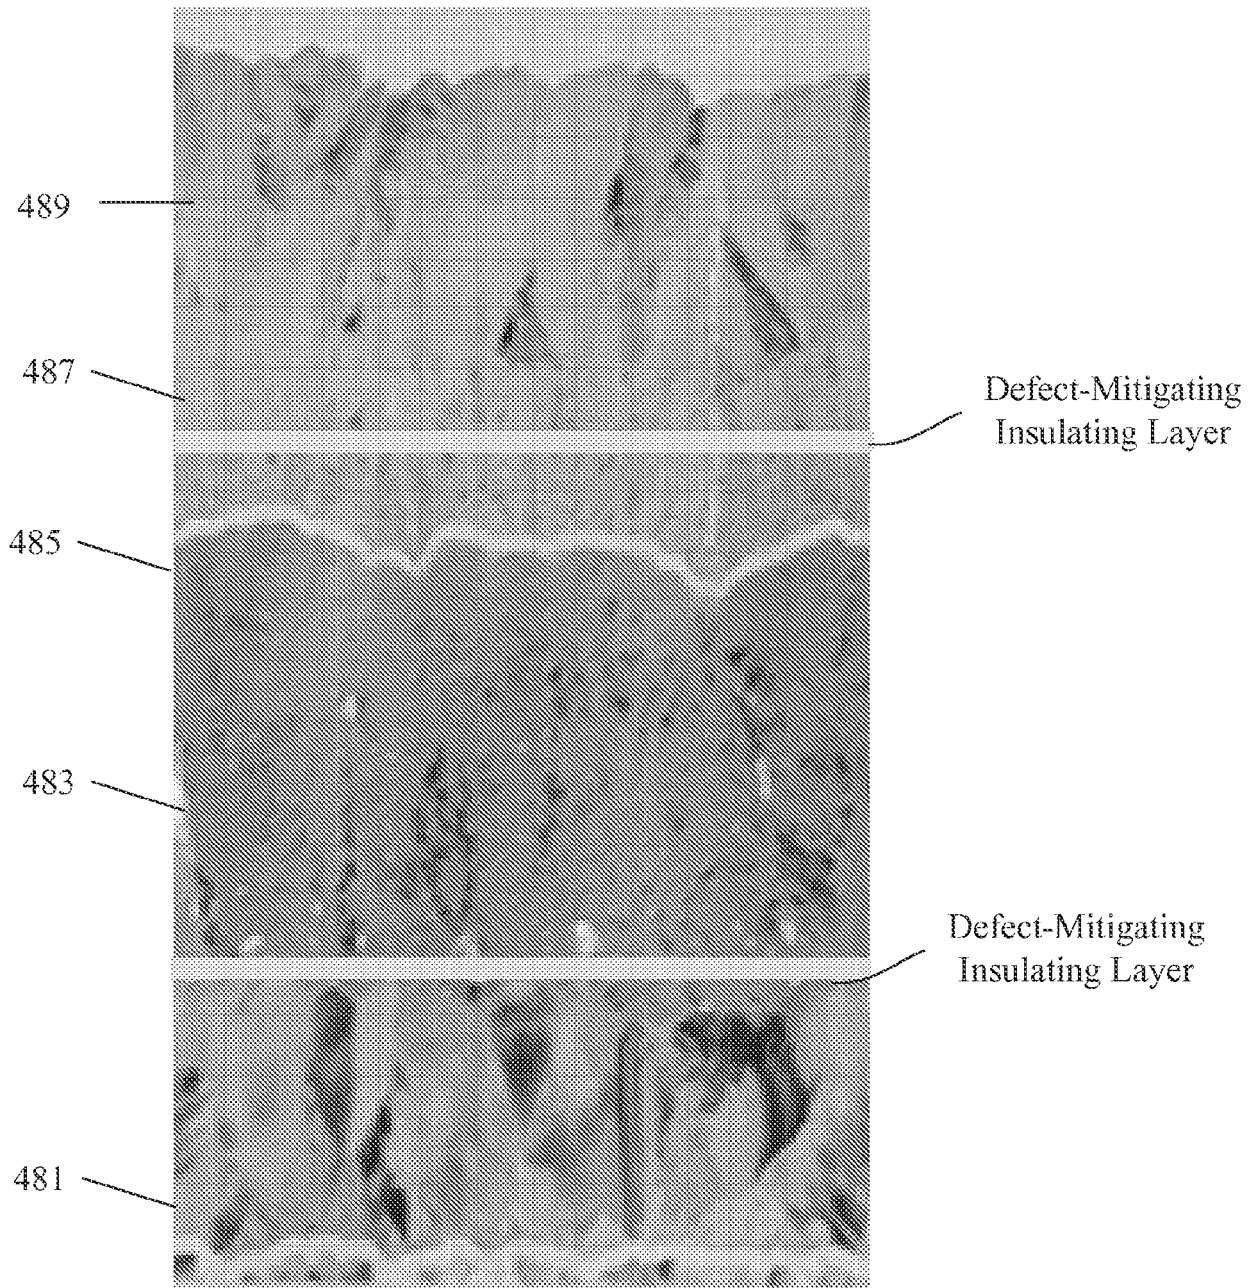 489
487
Defect-Mitigating
Insulating Layer
485
483
Defect-Mitigating
Insulating Layer
481